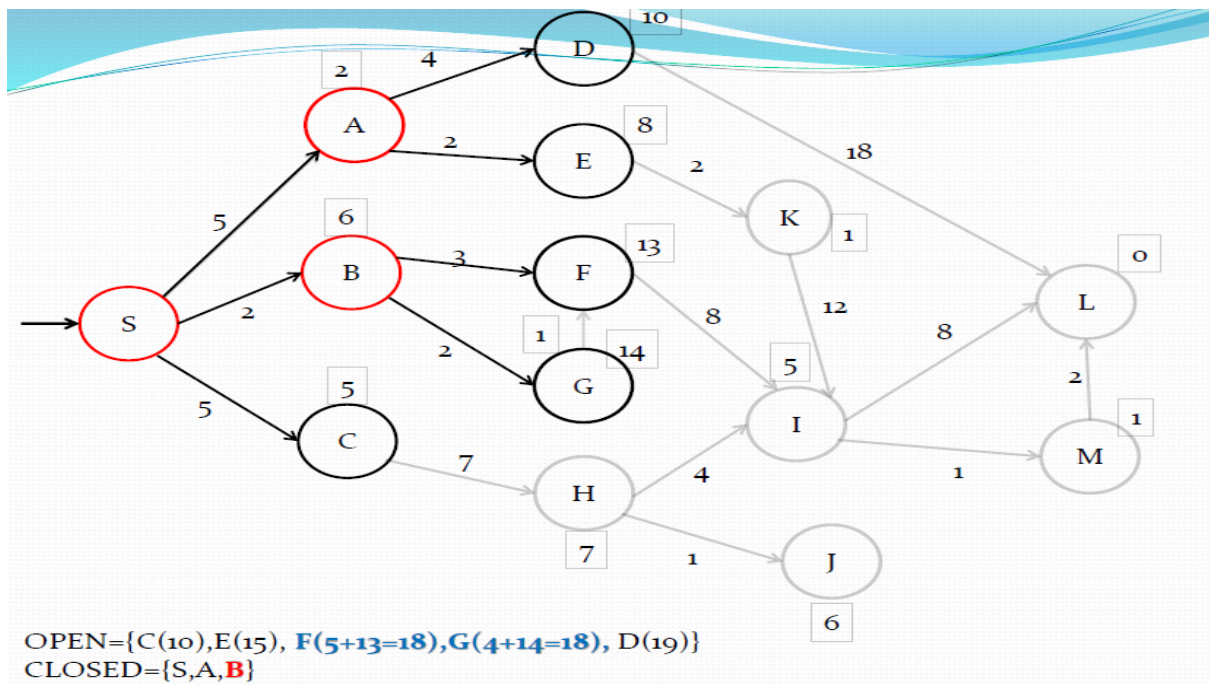 10
D
4
2
A
8
2
E
18
2
K
5
6
1
13
0
B
3
F
L
S
2
12
8
1
8
2
14
5
G
5
2
5
I
1
C
1
M
7
4
H
7
1
J
6
OPEN={C(10),E(15), F(5+13=18),G(4+14=18), D(19)}
CLOSED={S,A,B}